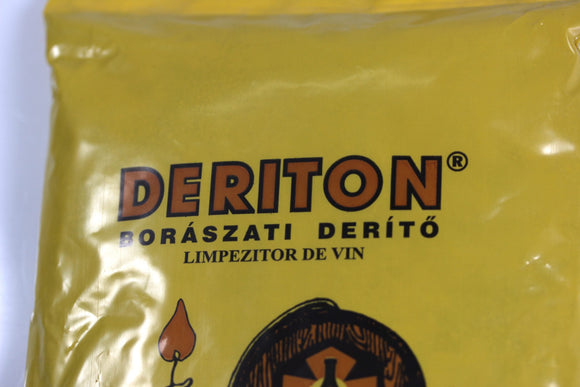 DERITON®
BORÁSZATI DERÍTŐ
LIMPEZITOR DE VIN